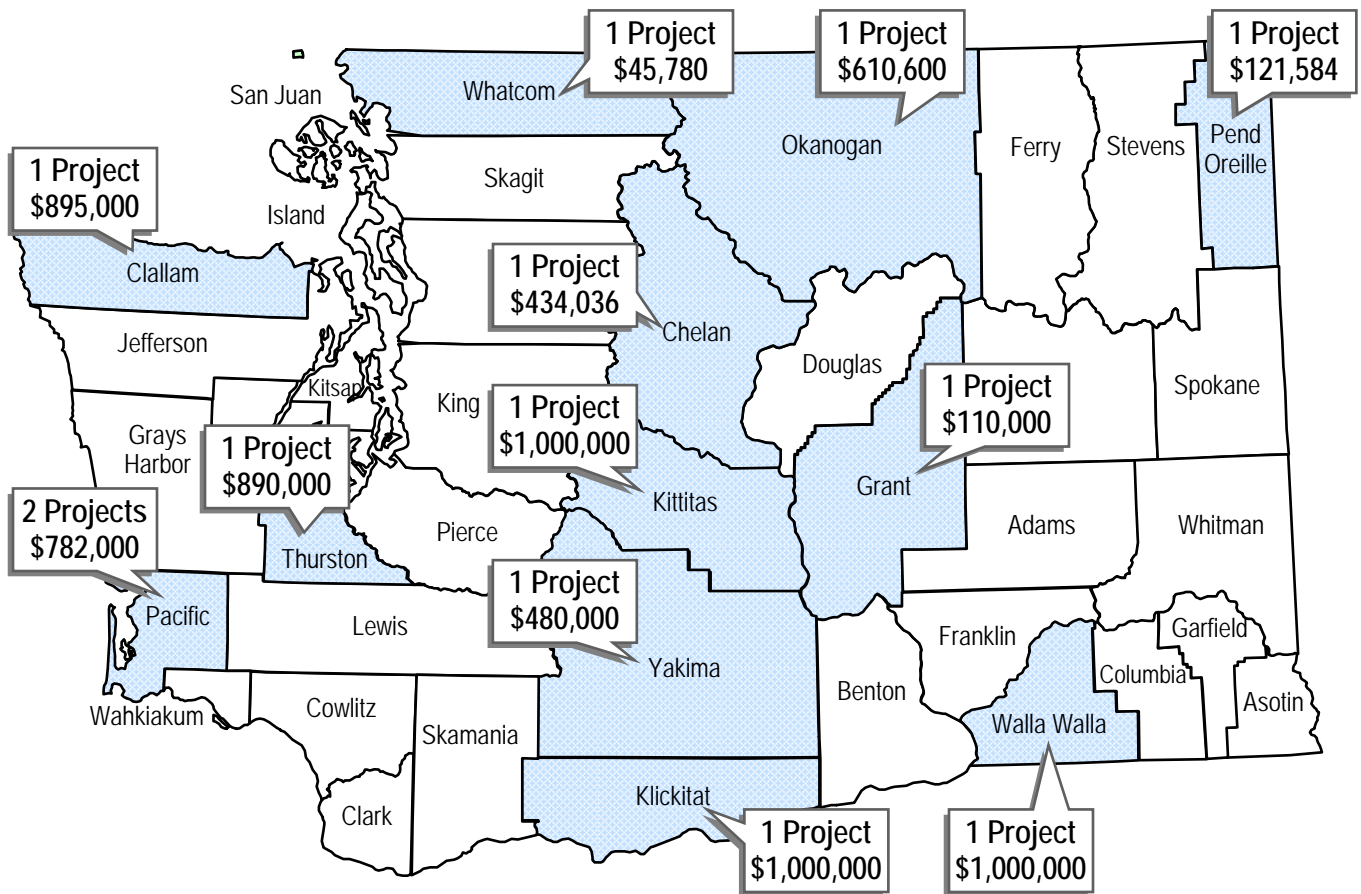 1 Project
$45,780
1 Project
$610,600
1 Project
$121,584
San Juan
Whatcom
Okanogan
Ferry
Stevens
Pend
Oreille
1 Project
$895,000
Skagit
Island
Clallam
1 Project
$434,036
Chelan
Jefferson
Douglas
Kitsap
King
Spokane
1 Project
$1,000,000
1 Project
$110,000
Grays
Harbor
1 Project
$890,000
Kittitas
Grant
2 Projects
$782,000
Pierce
Adams
Whitman
Thurston
1 Project
$480,000
Pacific
Lewis
Yakima
Franklin
Garfield
Columbia
Benton
Asotin
Wahkiakum
Cowlitz
Skamania
Walla Walla
Klickitat
Clark
1 Project
$1,000,000
1 Project
$1,000,000